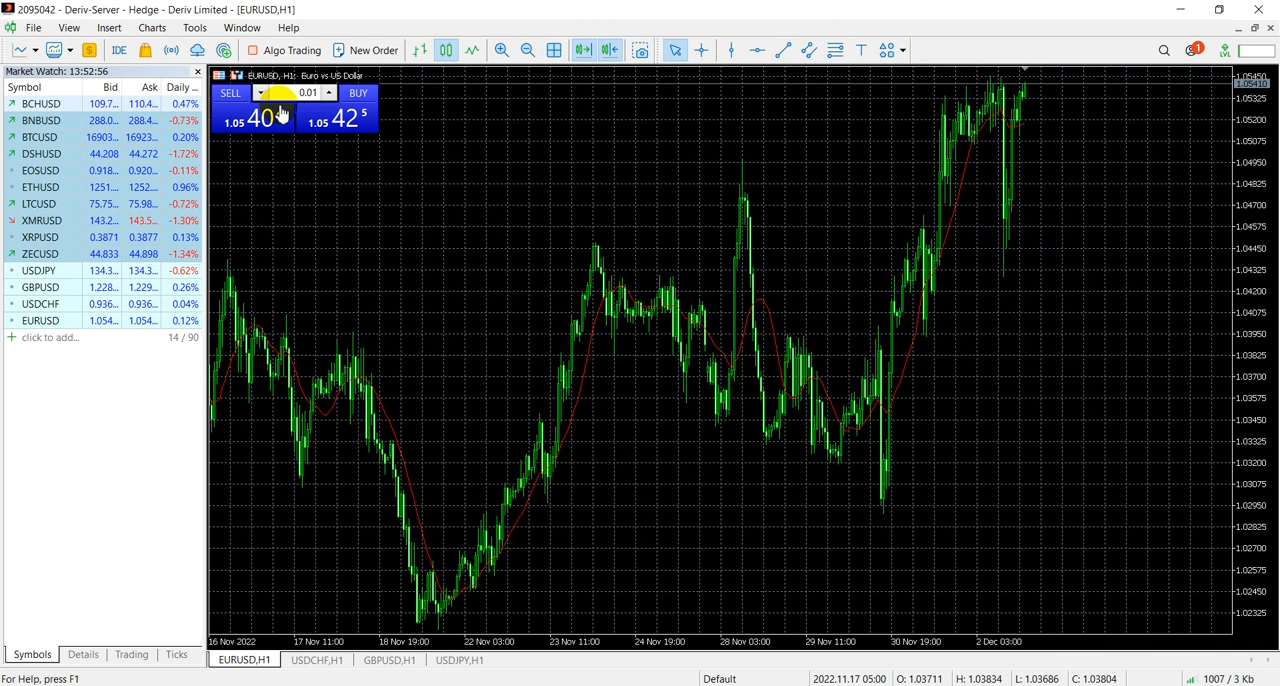 2095042 - Deriv-Server - Hedge - Deriv Limited - [EURUSD,H1]
File View Insert Charts Tools Window Help
IDE Algo Trading New Order 1 LVL
Market Watch: 13:52:56
Symbol Bid Ask Daily ...
BCHUSD 109.7... 110.4... 0.47%
BNBUSD 288.0... 288.4... -0.73%
BTCUSD 16903... 16923... 0.20%
DSHUSD 44.208 44.272 -1.72%
EOSUSD 0.918... 0.920... -0.11%
ETHUSD 1251.... 1252.... 0.96%
LTCUSD 75.75... 75.98... -0.72%
XMRUSD 143.2... 143.5... -1.30%
XRPUSD 0.3871 0.3877 0.13%
ZECUSD 44.833 44.898 -1.34%
USDJPY 134.3... 134.3... -0.62%
GBPUSD 1.228... 1.229... 0.26%
USDCHF 0.936... 0.936... 0.04%
EURUSD 1.054... 1.054... 0.12%
click to add... 14 / 90
Symbols Details Trading Ticks
EURUSD, H1: Euro vs US Dollar
SELL 0.01 BUY
1.05 40 1.05 42 5
1.05450
1.05410
1.05325
1.05200
1.05075
1.04950
1.04825
1.04700
1.04575
1.04450
1.04325
1.04200
1.04075
1.03950
1.03825
1.03700
1.03575
1.03450
1.03325
1.03200
1.03075
1.02950
1.02825
1.02700
1.02575
1.02450
1.02325
16 Nov 2022 17 Nov 11:00 18 Nov 19:00 22 Nov 03:00 23 Nov 11:00 24 Nov 19:00 28 Nov 03:00 29 Nov 11:00 30 Nov 19:00 2 Dec 03:00
EURUSD,H1 USDCHF,H1 GBPUSD,H1 USDJPY,H1
For Help, press F1 Default 2022.11.17 05:00 O: 1.03711 H: 1.03834 L: 1.03686 C: 1.03804 1007 / 3 Kb